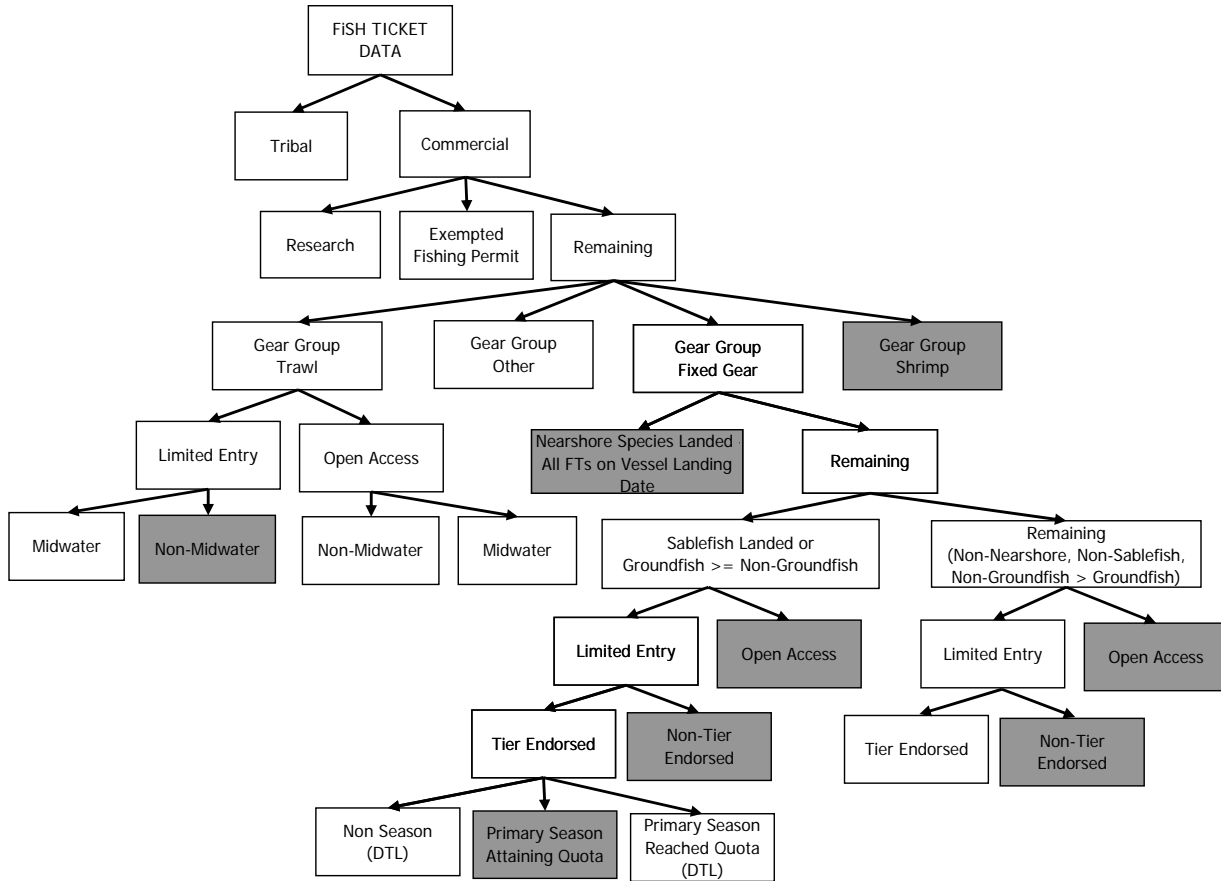 FiSH TICKET
DATA
Tribal
Commercial
Research
Exempted
Fishing Permit
Remaining
Gear Group
Trawl
Gear Group
Other
Gear Group
Fixed Gear
Gear Group
Shrimp
Limited Entry
Open Access
Nearshore Species Landed -
All FTs on Vessel Landing
Date
Remaining
Midwater
Non-Midwater
Non-Midwater
Midwater
Sablefish Landed or
Groundfish >= Non-Groundfish
Remaining
(Non-Nearshore, Non-Sablefish,
Non-Groundfish > Groundfish)
Limited Entry
Open Access
Limited Entry
Open Access
Tier Endorsed
Non-Tier
Endorsed
Tier Endorsed
Non-Tier
Endorsed
Non Season
(DTL)
Primary Season
Attaining Quota
Primary Season
Reached Quota
(DTL)